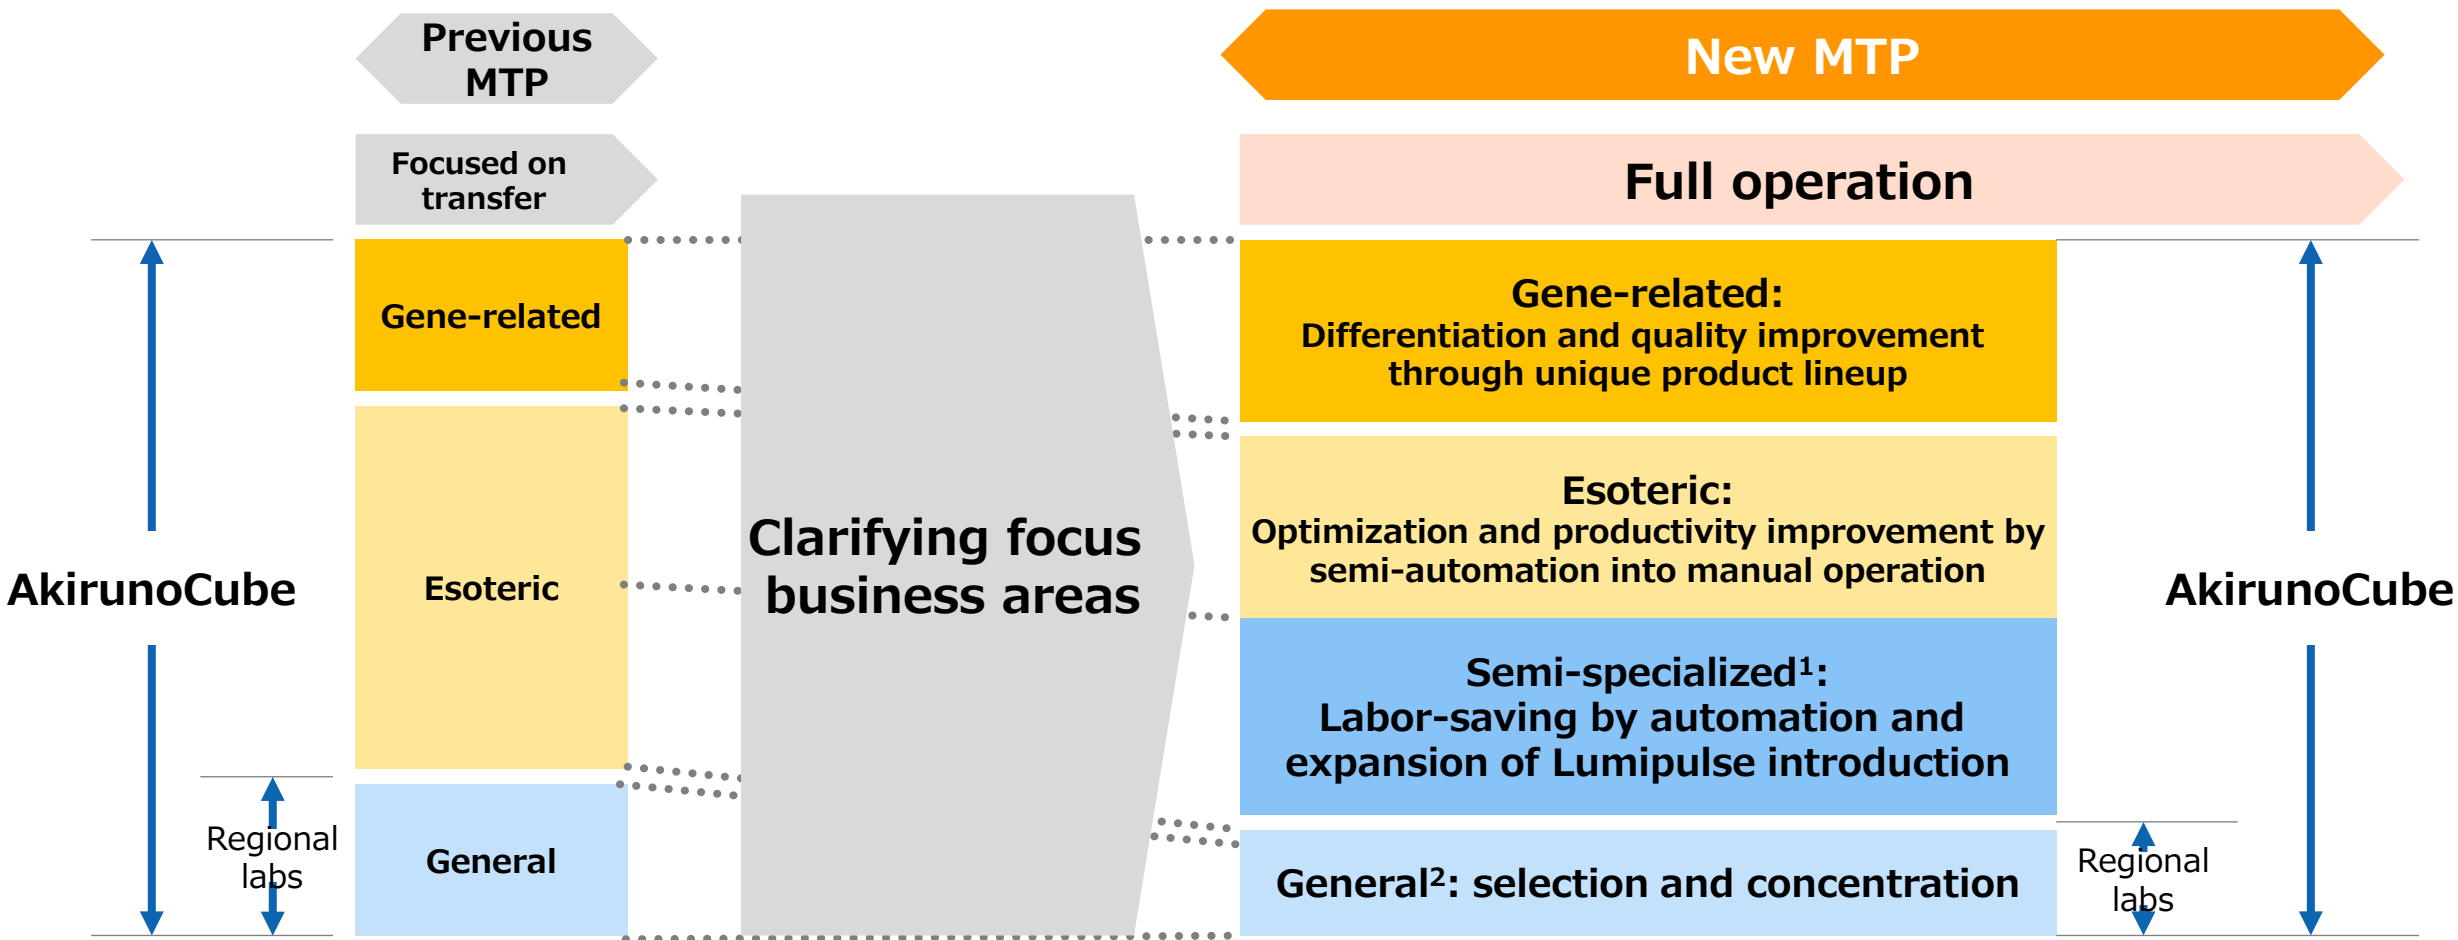 Previous
MTP
New MTP
Focused on
transfer
Full operation
AkirunoCube
Regional
labs
Gene-related
Esoteric
General
Clarifying focus
business areas
Gene-related:
Differentiation and quality improvement
through unique product lineup
Esoteric:
Optimization and productivity improvement by
semi-automation into manual operation
Semi-specialized¹:
Labor-saving by automation and
expansion of Lumipulse introduction
General²: selection and concentration
AkirunoCube
Regional
labs